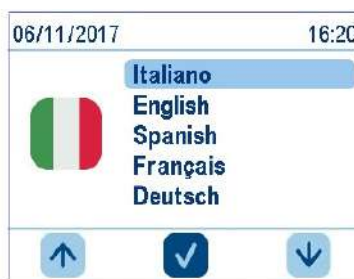 06/11/2017 16:20
Italiano
English
Spanish
Français
Deutsch